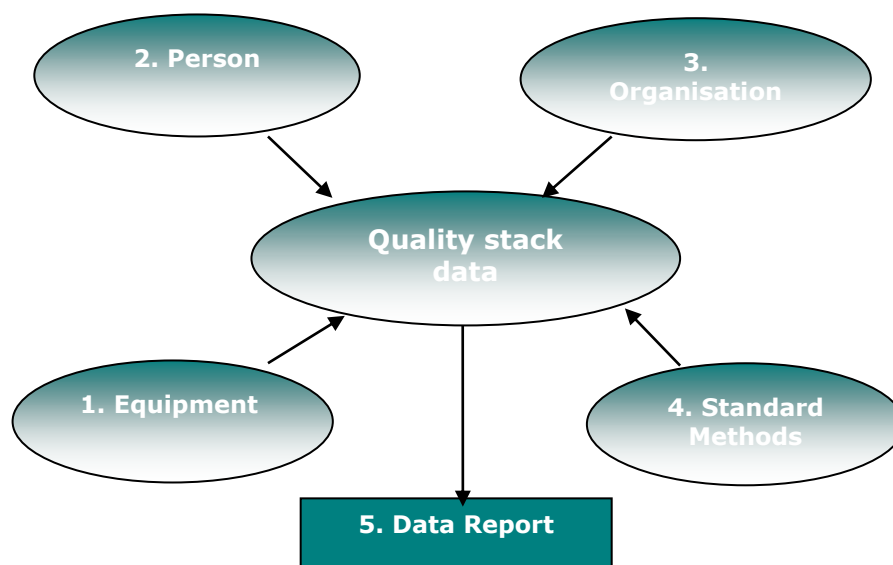 2. Person
3.
Organisation
Quality stack
data
1. Equipment
4. Standard
Methods
5. Data Report